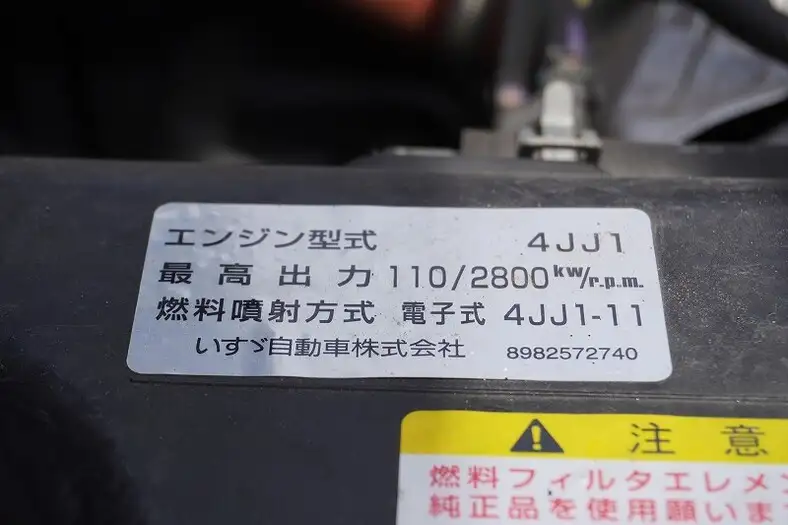 エンジン型式 4JJ1
最高出力 110/2800kw/r.p.m.
燃料噴射方式 電子式 4JJ1-11
いすゞ自動車株式会社 8982572740
注意
燃料フィルタエレメン
純正品を使用願いま